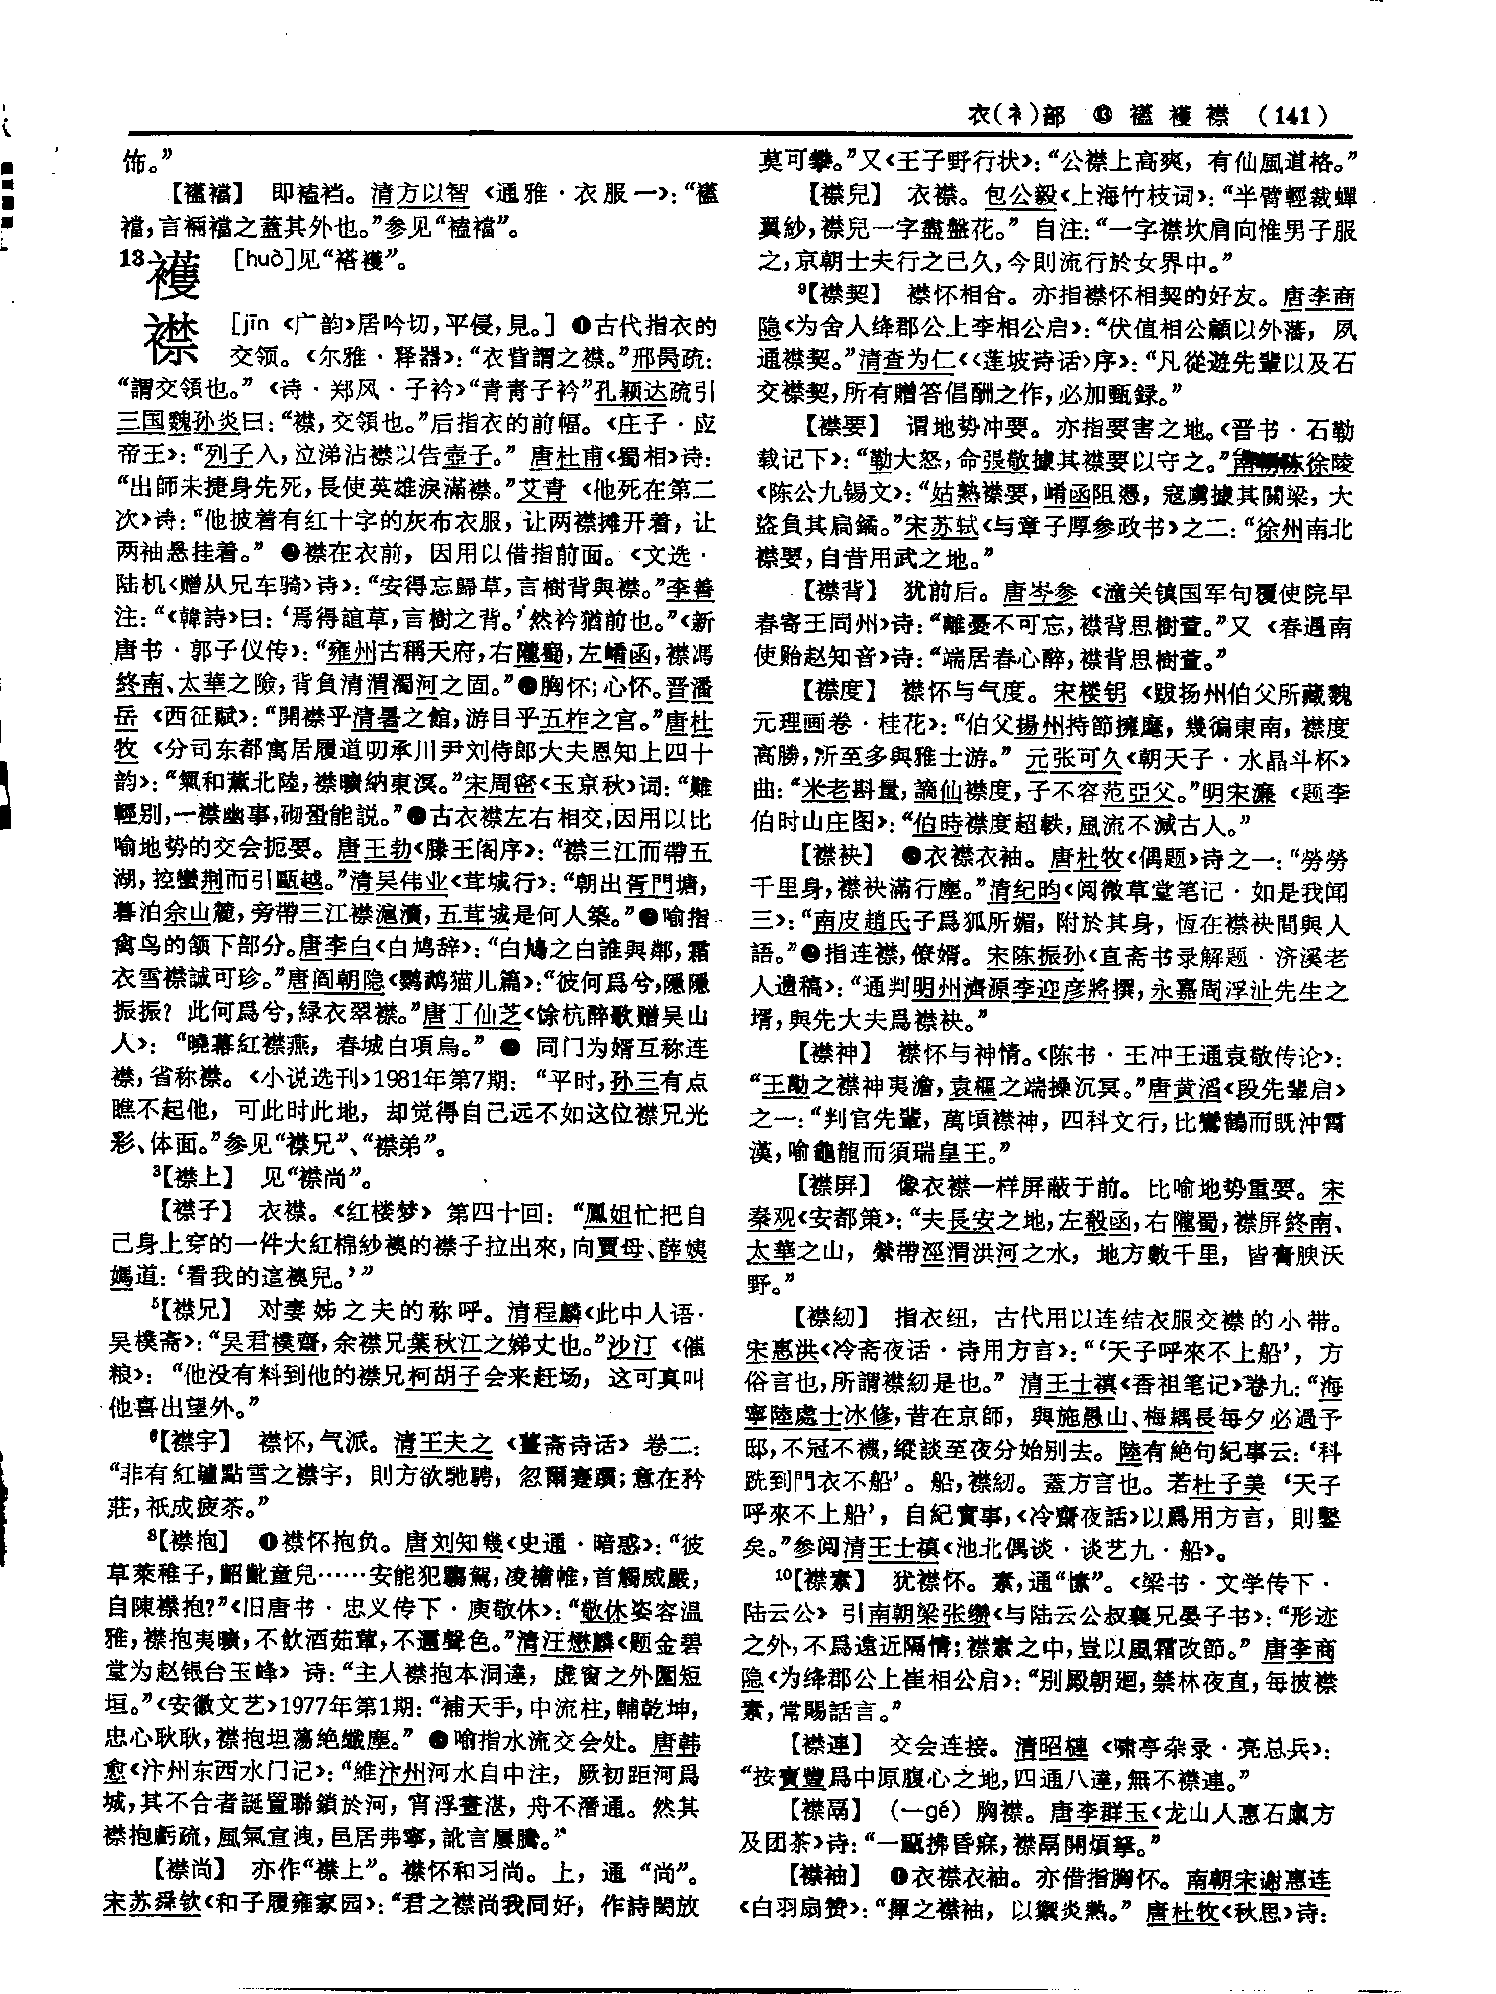 衣(衤)部 ⓭ 襤 襥 襟 (141)
饰。”
即褴裆。清方以智《通雅·衣服一》：“
襠，言裲襠之蓋其外也。”参见“褴襠”。
13 襪 [huò]见“褡襪”。
襟 [jīn 《广韵》居吟切，平侵，見。] ❶古代指衣的
交领。《尔雅·释器》：“衣眥謂之襟。”邢昺疏：
“謂交領也。”《诗·郑风·子衿》“青青子衿”孔颖达疏引
三国魏孙炎曰：“襟，交領也。”后指衣的前幅。《庄子·应
帝王》：“列子入，泣涕沾襟以告壺子。” 唐杜甫《蜀相》诗：
“出師未捷身先死，長使英雄淚滿襟。”艾青《他死在第二
次》诗：“他披着有红十字的灰布衣服，让两襟摊开着，让
两袖悬挂着。” ❷襟在衣前，因用以借指前面。《文选·
陆机〈赠从兄车骑〉诗》：“安得忘歸草，言樹背與襟。”李善
注：“《韓詩》曰：‘焉得諠草，言樹之背。’然衿猶前也。”《新
唐书·郭子仪传》：“雍州古稱天府，右隴蜀，左崤函，襟馮
終南、太華之險，背負清渭濁河之固。”❸胸怀；心怀。晋潘
岳《西征赋》：“開襟乎清暑之館，游目乎五柞之宫。”唐杜
牧《分司东都寓居履道叨承川尹刘侍郎大夫恩知上四十
韵》：“氣和薰北陸，襟曠納東溟。”宋周密《玉京秋》词：“難
輕别，一襟幽事，砌蛩能説。”❹古衣襟左右相交，因用以比
喻地势的交会扼要。唐王勃《滕王阁序》：“襟三江而帶五
湖，控蠻荆而引甌越。”清吴伟业《茸城行》：“朝出胥門塘，
暮泊佘山麓，旁帶三江襟滬瀆，五茸城是何人築。”❺喻指
禽鸟的颔下部分。唐李白《白鸠辞》：“白鳩之白誰與鄰，霜
衣雪襟誠可珍。”唐阎朝隐《鹦鹉猫儿篇》：“彼何爲兮，隱隱
振振？此何爲兮，緑衣翠襟。”唐丁仙芝《馀杭醉歌赠吴山
人》：“曉幕紅襟燕，春城白項烏。” ❻ 同门为婿互称连
襟，省称襟。《小说选刊》1981年第7期：“平时，孙三有点
瞧不起他，可此时此地，却觉得自己远不如这位襟兄光
彩、体面。”参见“襟兄”、“襟弟”。
3【襟上】 见“襟尚”。
【襟子】 衣襟。《红楼梦》第四十回：“鳳姐忙把自
己身上穿的一件大紅棉紗襖的襟子拉出來，向賈母、薛姨
媽道：‘看我的這襖兒。’”
5【襟兄】 对妻姊之夫的称呼。清程麟《此中人语·
吴樸斋》：“吴君樸齋，余襟兄葉秋江之娣丈也。”沙汀《催
粮》：“他没有料到他的襟兄柯胡子会来赶场，这可真叫
他喜出望外。”
6【襟宇】 襟怀，气派。清王夫之《薑斋诗话》卷二：
“非有紅罏點雪之襟宇，則方欲馳騁，忽爾蹇躓；意在矜
莊，祇成疲苶。”
8【襟抱】 ❶襟怀抱负。唐刘知幾《史通·暗惑》：“彼
草萊稚子，齠齔童兒……安能犯騶駕，凌襜帷，首觸威嚴，
自陳襟抱？”《旧唐书·忠义传下·庾敬休》：“敬休姿容温
雅，襟抱夷曠，不飲酒茹葷，不邇聲色。”清汪懋麟《题金碧
堂为赵银台玉峰》诗：“主人襟抱本洞達，虚窗之外圍短
垣。”《安徽文艺》1977年第1期：“補天手，中流柱，輔乾坤，
忠心耿耿，襟抱坦蕩絶纖塵。” ❷喻指水流交会处。唐韩
愈《汴州东西水门记》：“維汴州河水自中注，厥初距河爲
城，其不合者誕置聯鎖於河，宵浮晝湛，舟不潛通。然其
襟抱虧疏，風氣宣洩，邑居弗寧，訛言屢騰。”
【襟尚】 亦作“襟上”。襟怀和习尚。上，通“尚”。
宋苏舜钦《和子履雍家园》：“君之襟尚我同好，作詩閎放
莫可攀。”又《王子野行状》：“公襟上高爽，有仙風道格。”
【襟兒】 衣襟。包公毅《上海竹枝词》：“半臂輕裁蟬
翼紗，襟兒一字盡盤花。” 自注：“一字襟坎肩向惟男子服
之，京朝士夫行之已久，今則流行於女界中。”
9【襟契】 襟怀相合。亦指襟怀相契的好友。唐李商
隐《为舍人绛郡公上李相公启》：“伏值相公顧以外藩，夙
通襟契。”清查为仁《〈莲坡诗话〉序》：“凡從遊先輩以及石
交襟契，所有贈答倡酬之作，必加甄録。”
【襟要】 谓地势冲要。亦指要害之地。《晋书·石勒
载记下》：“勒大怒，命張敬據其襟要以守之。”南朝陈徐陵
《陈公九锡文》：“姑熟襟要，崤函阻憑，寇虜據其關梁，大
盜負其扃鐍。”宋苏轼《与章子厚参政书》之二：“徐州南北
襟要，自昔用武之地。”
【襟背】 犹前后。唐岑参《潼关镇国军句覆使院早
春寄王同州》诗：“離憂不可忘，襟背思樹萱。”又《春遇南
使贻赵知音》诗：“端居春心醉，襟背思樹萱。”
【襟度】 襟怀与气度。宋楼钥《跋扬州伯父所藏魏
元理画卷·桂花》：“伯父揚州持節擁麾，幾徧東南，襟度
高勝，所至多與雅士游。” 元张可久《朝天子·水晶斗杯》
曲：“米老斟量，謫仙襟度，子不容范亞父。”明宋濂《题李
伯时山庄图》：“伯時襟度超軼，風流不減古人。”
【襟袂】 ❶衣襟衣袖。唐杜牧《偶题》诗之一：“勞勞
千里身，襟袂滿行塵。”清纪昀《阅微草堂笔记·如是我闻
三》：“南皮趙氏子爲狐所媚，附於其身，恆在襟袂間與人
語。”❷指连襟，僚婿。 宋陈振孙《直斋书录解题·济溪老
人遗稿》：“通判明州濟源李迎彦將撰，永嘉周浮沚先生之
壻，與先大夫爲襟袂。”
【襟神】 襟怀与神情。《陈书·王冲王通袁敬传论》：
“王勱之襟神夷澹，袁樞之端操沉冥。”唐黄滔《段先辈启》
之一：“判官先輩，萬頃襟神，四科文行，比鸞鶴而既沖霄
漢，喻龜龍而須瑞皇王。”
【襟屏】 像衣襟一样屏蔽于前。比喻地势重要。宋
秦观《安都策》：“夫長安之地，左殽函，右隴蜀，襟屏終南、
太華之山，縈帶涇渭洪河之水，地方數千里，皆膏腴沃
野。”
【襟紉】 指衣纽，古代用以连结衣服交襟的小带。
宋惠洪《冷斋夜话·诗用方言》：“‘天子呼來不上船’，方
俗言也，所謂襟紉是也。” 清王士禛《香祖笔记》卷九：“海
寧陸處士冰修，昔在京師，與施愚山、梅耦長每夕必過予
邸，不冠不襪，縱談至夜分始别去。陸有絶句紀事云：‘科
跣到門衣不船’。船，襟紉。蓋方言也。若杜子美‘天子
呼來不上船’，自紀實事，《冷齋夜話》以爲用方言，則鑿
矣。”参阅清王士禛《池北偶谈·谈艺九·船》。
10【襟素】 犹襟怀。素，通“愫”。《梁书·文学传下·
陆云公》引南朝梁张缵《与陆云公叔襄兄晏子书》：“形迹
之外，不爲遠近隔情；襟素之中，豈以風霜改節。” 唐李商
隐《为绛郡公上崔相公启》：“别殿朝廻，禁林夜直，每披襟
素，常賜話言。”
【襟連】 交会连接。清昭槤《啸亭杂录·亮总兵》：
“按寶豐爲中原腹心之地，四通八達，無不襟連。”
【襟鬲】 （一gé）胸襟。唐李群玉《龙山人惠石廪方
及团茶》诗：“一甌拂昏寐，襟鬲開煩拏。”
【襟袖】 ❶衣襟衣袖。亦借指胸怀。南朝宋谢惠连
《白羽扇赞》：“揮之襟袖，以禦炎熱。” 唐杜牧《秋思》诗：